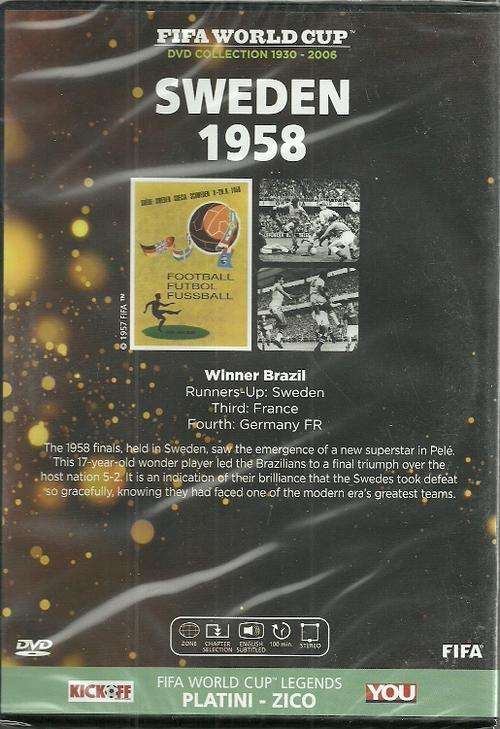 FIFA WORLD CUP™
DVD COLLECTION 1930 - 2006
SWEDEN
1958
FOOTBALL
FUTBOL
FUSSBALL
© 1957 FIFA ™
Winner Brazil
Runners-Up: Sweden
Third: France
Fourth: Germany FR
The 1958 finals, held in Sweden, saw the emergence of a new superstar in Pelé.
This 17-year-old wonder player led the Brazilians to a final triumph over the
host nation 5-2. It is an indication of their brilliance that the Swedes took defeat
so gracefully, knowing they had faced one of the modern era's greatest teams.
ZONE
CHAPTER
SELECTION
ENGLISH
SUBTITLED
100 min.
STEREO
DVD
FIFA
KICKOFF
FIFA WORLD CUP™ LEGENDS
PLATINI - ZICO
YOU